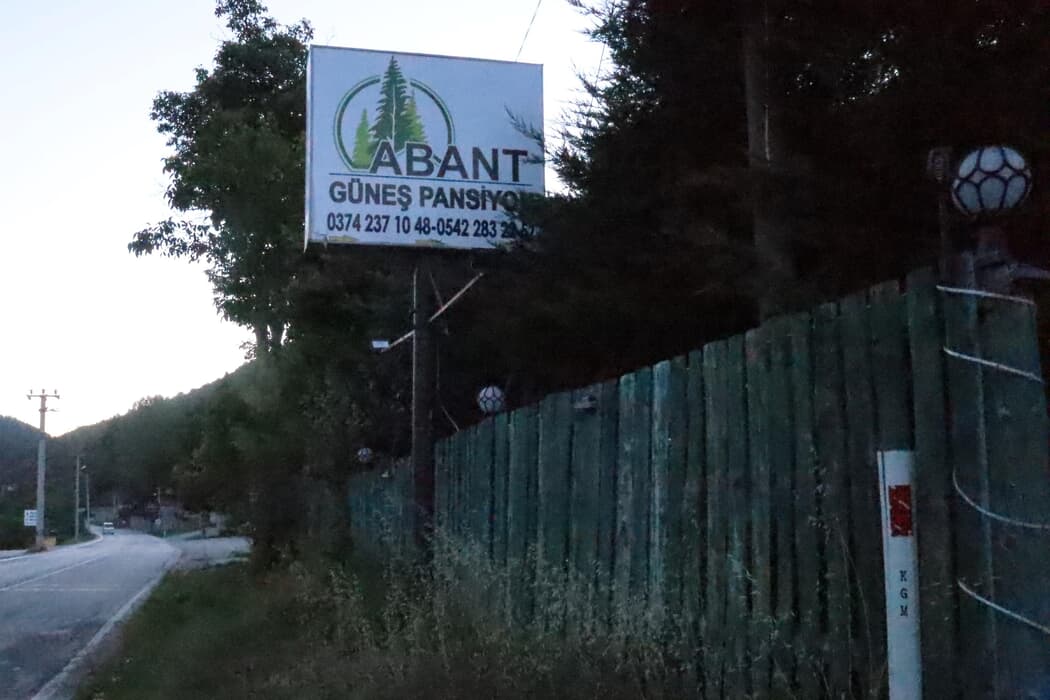 ABANT
GÜNEŞ PANSİYO
0374 237 10 48-0542 283
KGM